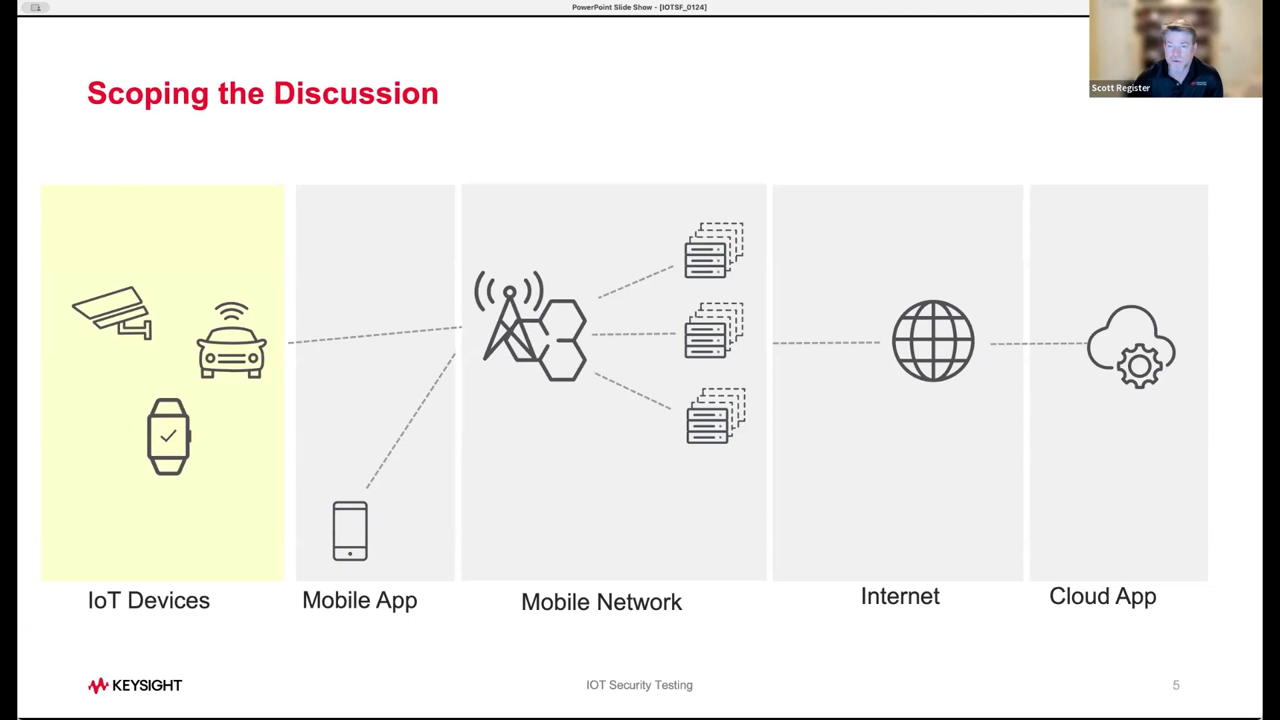 PowerPoint Slide Show - [IOTSF_0124]
Scoping the Discussion
Scott Register
IoT Devices
Mobile App
Mobile Network
Internet
Cloud App
KEYSIGHT
IOT Security Testing
5